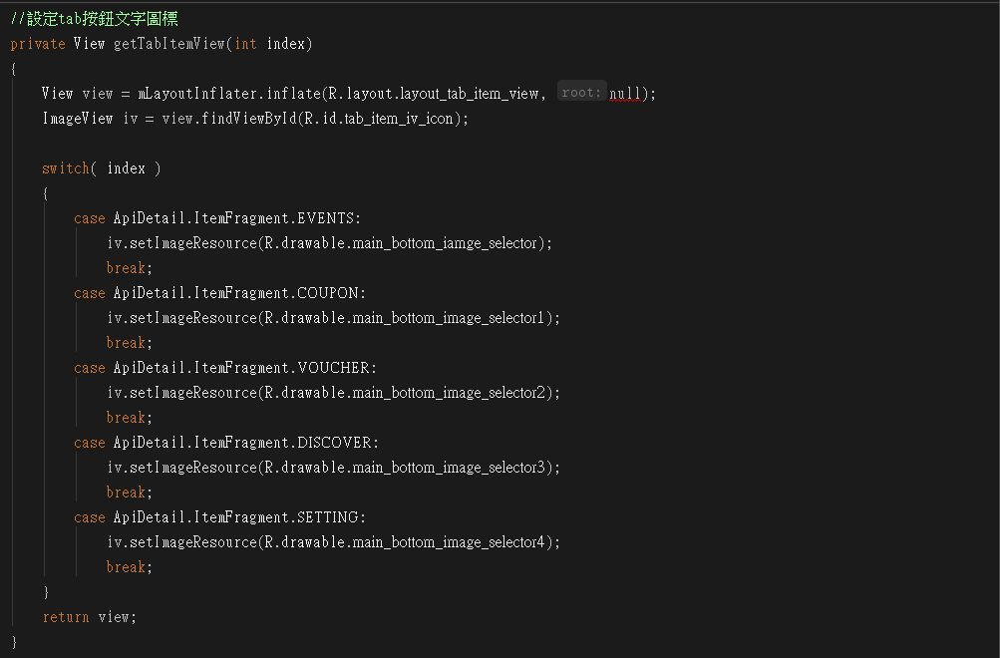 //設定tab按鈕文字圖標
private View getTabItemView(int index)
{
View view = mLayoutInflater.inflate(R.layout.layout_tab_item_view, root: null);
ImageView iv = view.findViewById(R.id.tab_item_iv_icon);
switch( index )
{
case ApiDetail.ItemFragment.EVENTS:
iv.setImageResource(R.drawable.main_bottom_iamge_selector);
break;
case ApiDetail.ItemFragment.COUPON:
iv.setImageResource(R.drawable.main_bottom_image_selector1);
break;
case ApiDetail.ItemFragment.VOUCHER:
iv.setImageResource(R.drawable.main_bottom_image_selector2);
break;
case ApiDetail.ItemFragment.DISCOVER:
iv.setImageResource(R.drawable.main_bottom_image_selector3);
break;
case ApiDetail.ItemFragment.SETTING:
iv.setImageResource(R.drawable.main_bottom_image_selector4);
break;
}
return view;
}